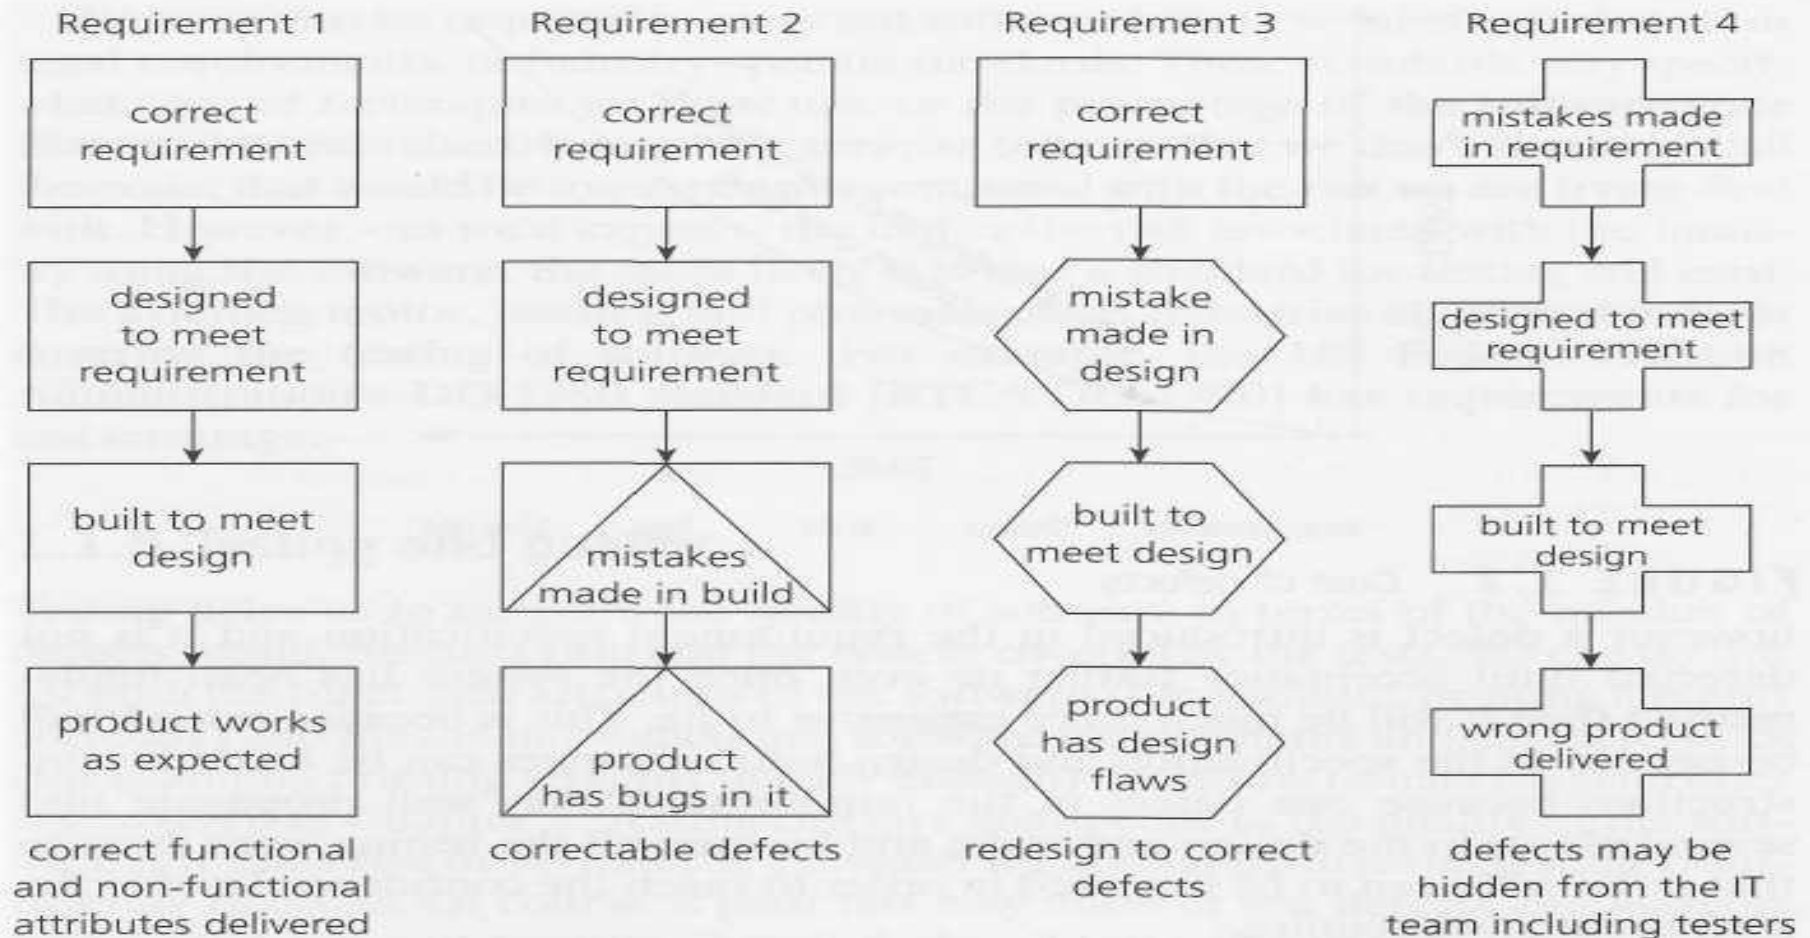 Requirement 1
correct
requirement
designed
to meet
requirement
built to meet
design
product works
as expected
correct functional
and non-functional
attributes delivered
Requirement 2
correct
requirement
designed
to meet
requirement
mistakes
made in build
product
has bugs in it
correctable defects
Requirement 3
correct
requirement
mistake
made in
design
built to
meet design
product
has design
flaws
redesign to correct
defects
Requirement 4
mistakes made
in requirement
designed to meet
requirement
built to meet
design
wrong product
delivered
defects may be
hidden from the IT
team including testers